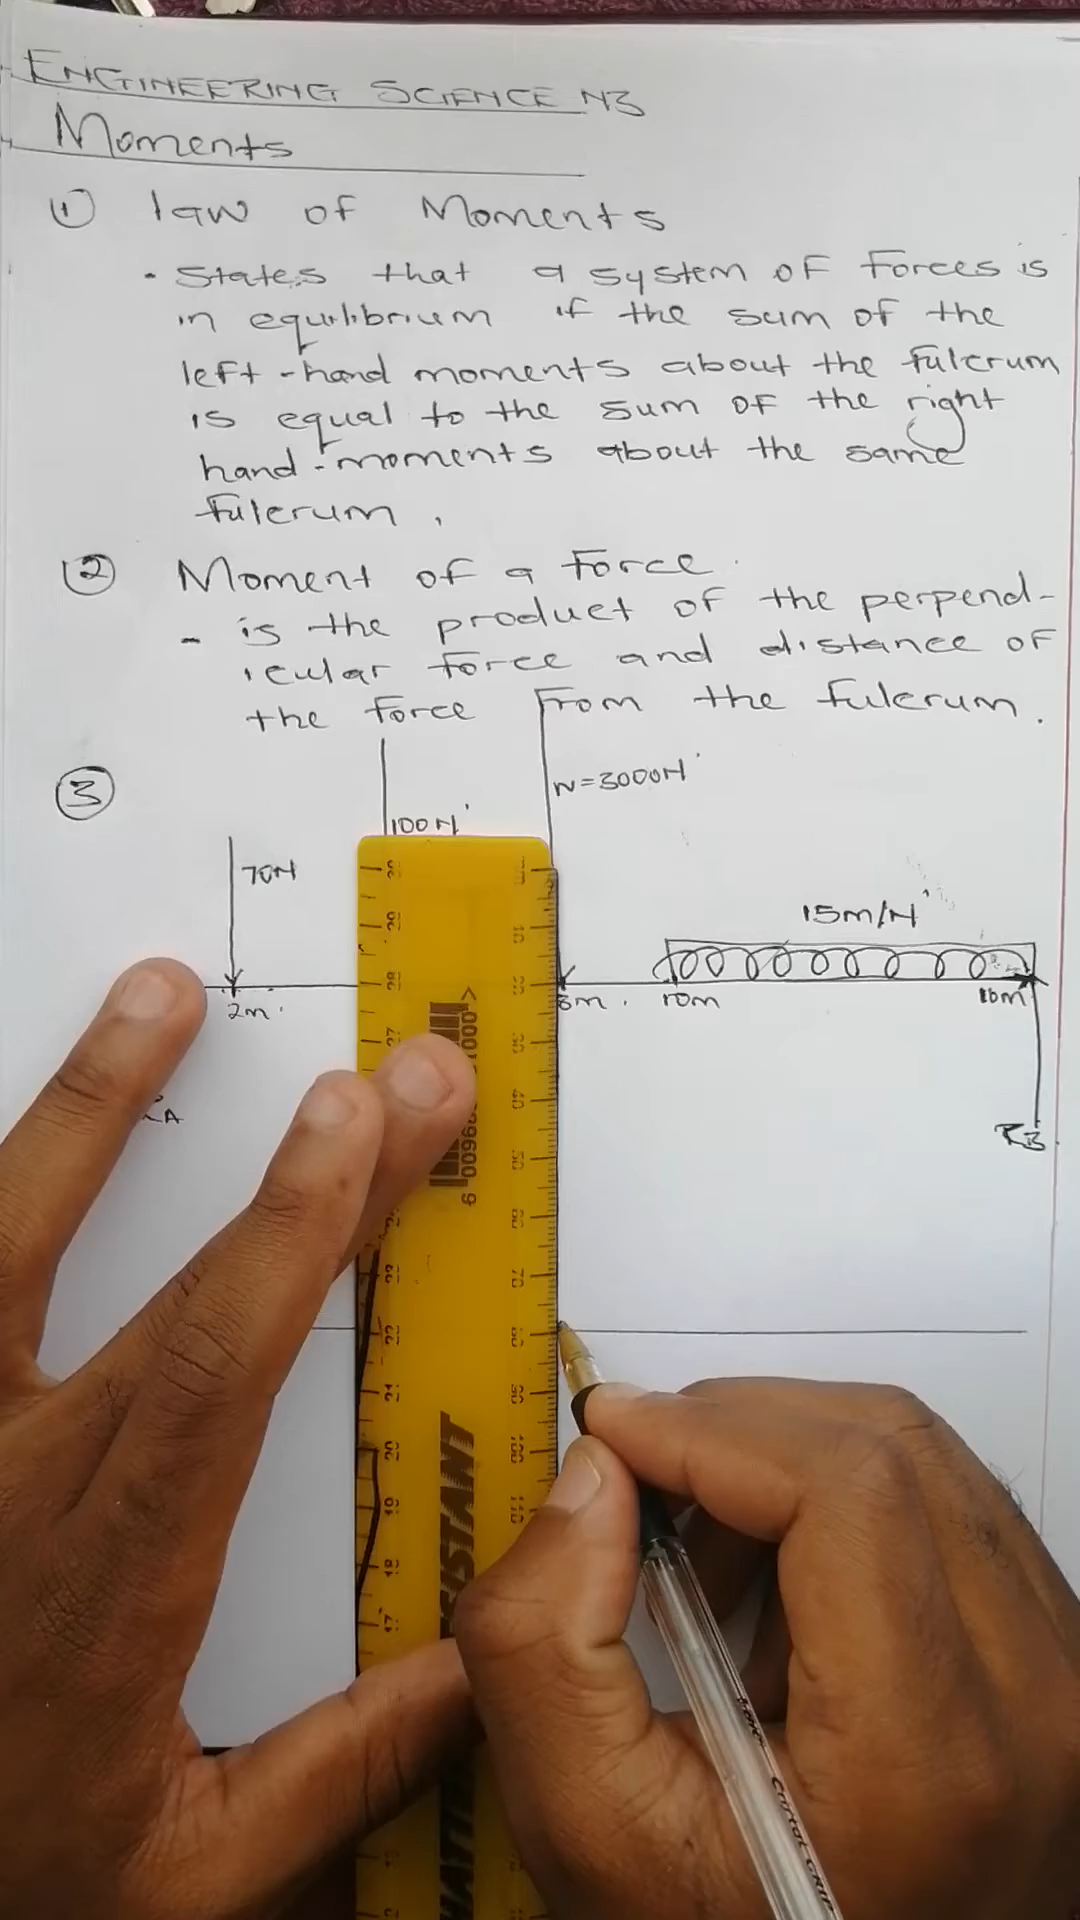 ENGINEERING SCIENCE N3
Moments
① law of Moments
• States that a system of forces is
in equilibrium if the sum of the
left-hand moments about the fulcrum
is equal to the sum of the right
hand-moments about the same
fulcrum.
② Moment of a force.
- is the product of the perpend-
icular force and distance of
the force from the fulcrum.
③
W=3000N
100N
70N
15m/N
2m.
8m.
10m
16m
RB